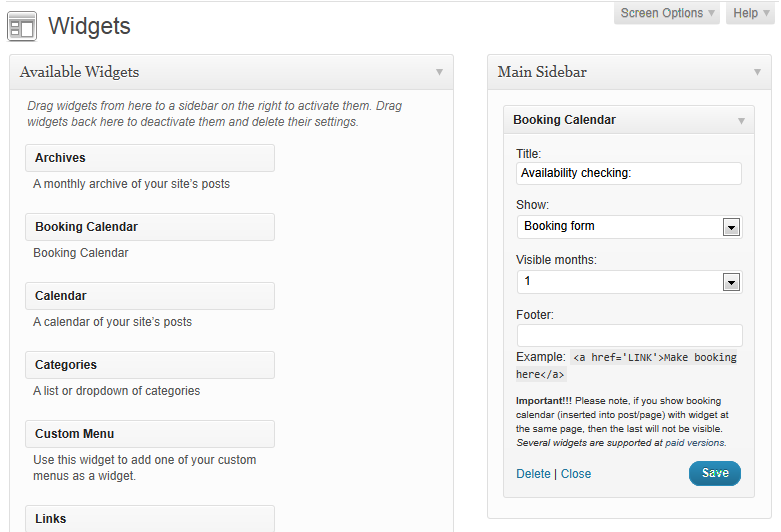 Screen Options
Help
Widgets
Available Widgets
Drag widgets from here to a sidebar on the right to activate them. Drag
widgets back here to deactivate them and delete their settings.
Archives
A monthly archive of your site's posts
Booking Calendar
Booking Calendar
Calendar
A calendar of your site's posts
Categories
A list or dropdown of categories
Custom Menu
Use this widget to add one of your custom
menus as a widget.
Links
Main Sidebar
Booking Calendar
Title:
Availability checking:
Show:
Booking form
Visible months:
1
Footer:
Example: <a href='LINK'>Make booking
here</a>
Important!!! Please note, if you show booking
calendar (inserted into post/page) with widget at
the same page, then the last will not be visible.
Several widgets are supported at paid versions.
Delete | Close
Save